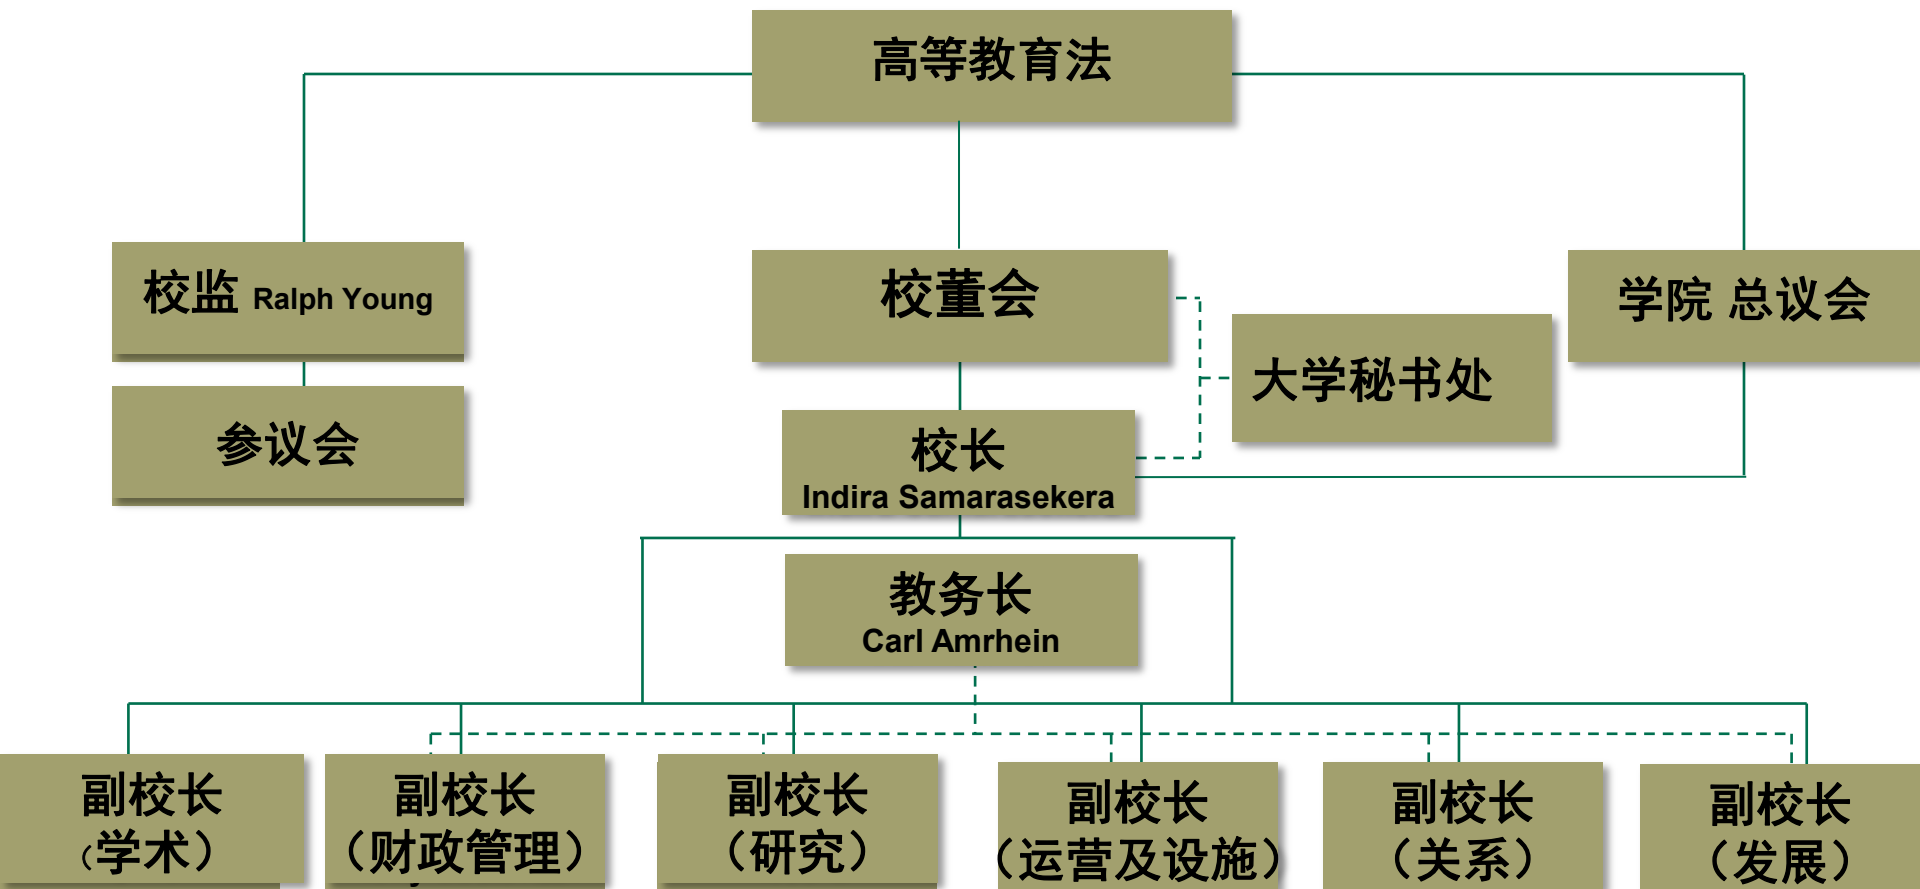 高等教育法
校监 Ralph Young
校董会
学院 总议会
大学秘书处
参议会
校长
Indira Samarasekera
教务长
Carl Amrhein
副校长
（学术）
副校长
（财政管理）
副校长
（研究）
副校长
（运营及设施）
副校长
（关系）
副校长
（发展）